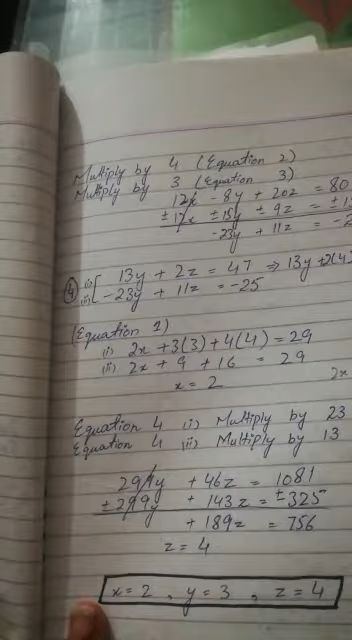 Multiply by 4 (Equation 2)
Multiply by 3 (Equation 3)
12x - 8y + 20z = 80
± 12x ± 15y ± 9z = ±
-23y + 11z = -
④ (i) [ 13y + 2z = 47 ⇒ 13y + 2(4)
(ii) [ -23y + 11z = -25
(Equation 1)
(i) 2x + 3(3) + 4(4) = 29
(ii) 2x + 9 + 16 = 29
x = 2
2x
Equation 4 (i) Multiply by 23
Equation 4 (ii) Multiply by 13
299y + 46z = 1081
± 299y + 143z = ± 325
+ 189z = 756
z = 4
x = 2 , y = 3 , z = 4